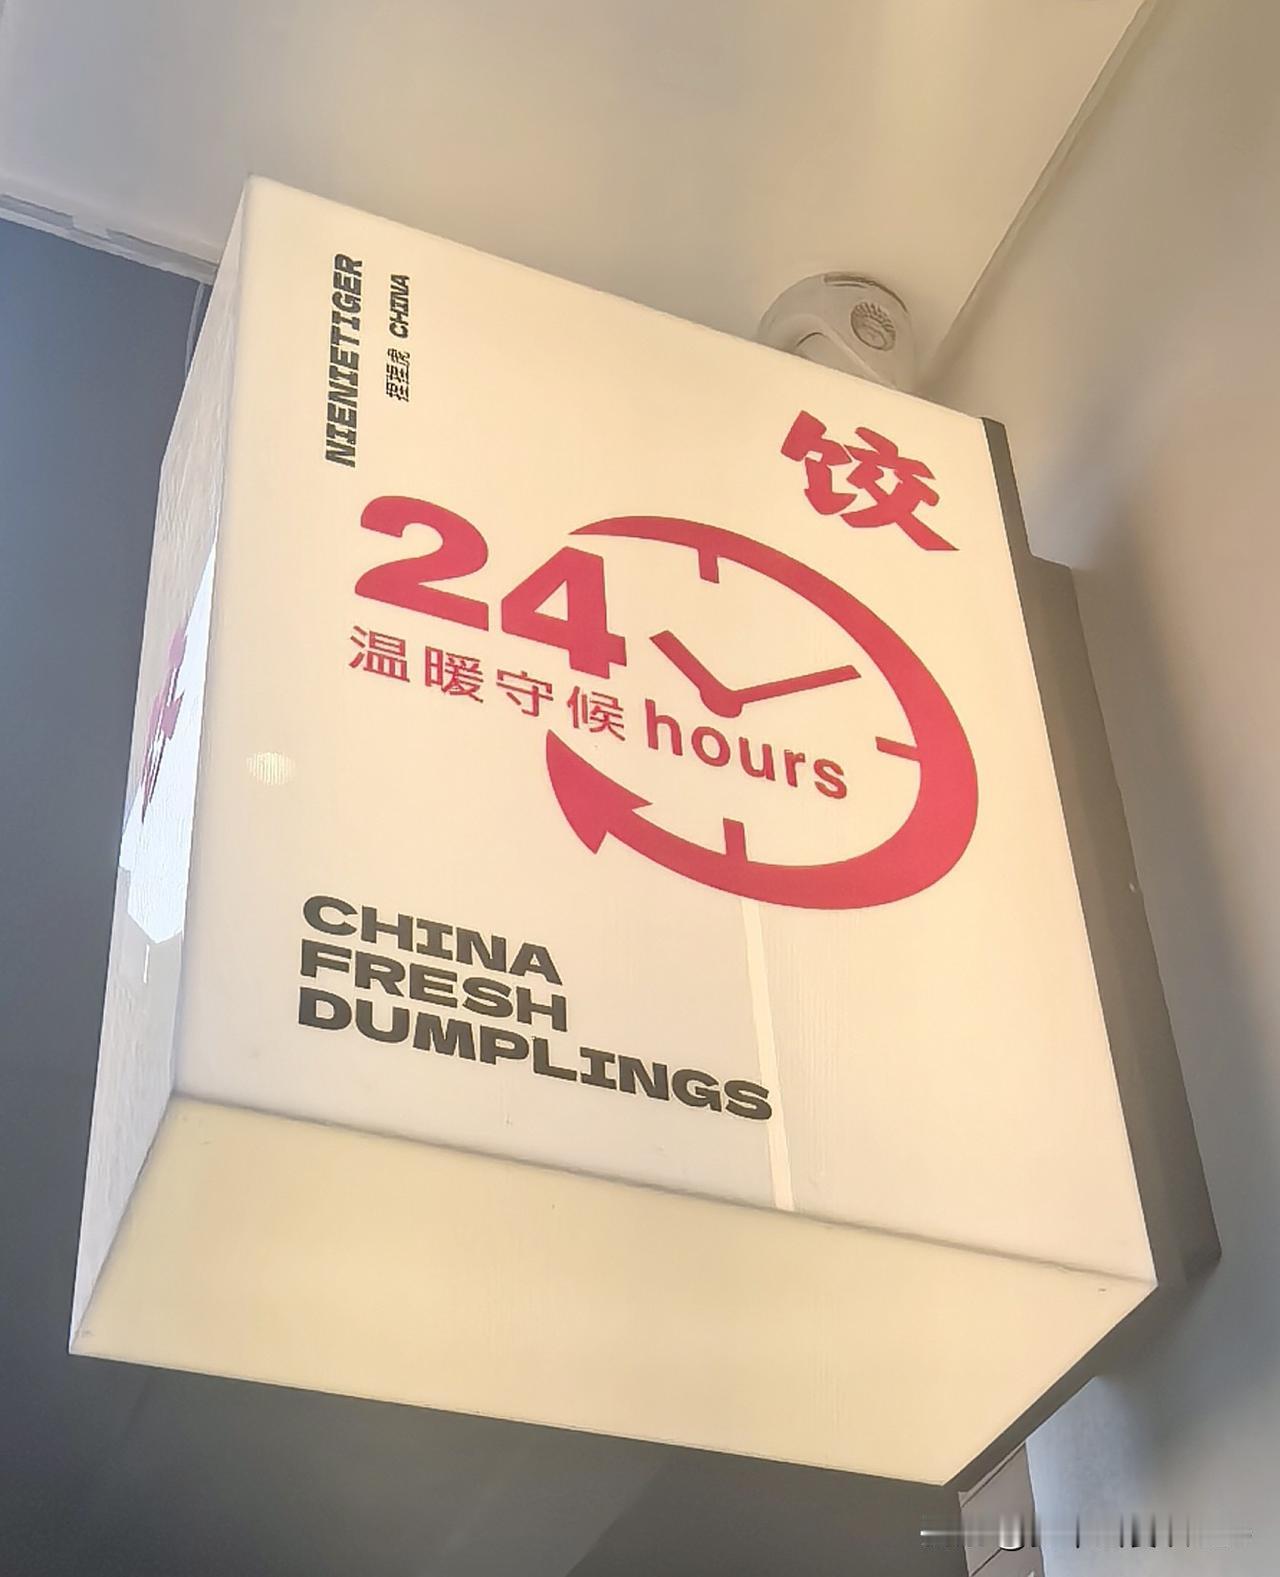 NIENIETIGER
捏捏虎 CHINA
饺
24
温暖守候 hours
CHINA
FRESH
DUMPLINGS